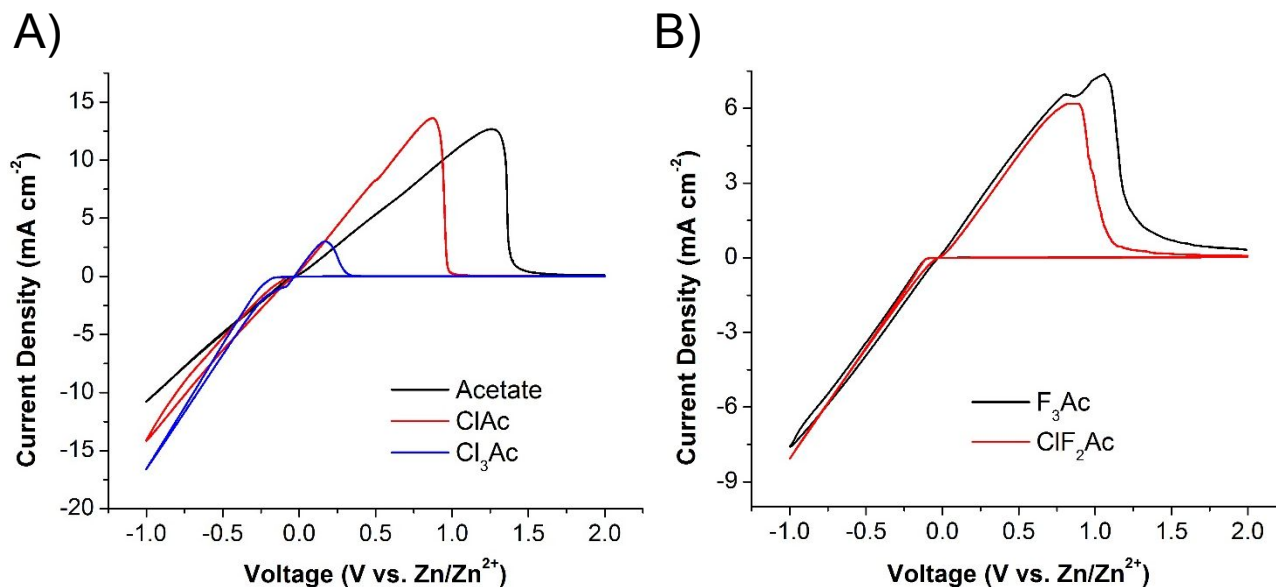 A)
Current Density (mA cm⁻²)
15
10
5
0
-5
-10
-15
-20
-1.0 -0.5 0.0 0.5 1.0 1.5 2.0
Voltage (V vs. Zn/Zn²⁺)
Acetate
ClAc
Cl₃Ac
B)
Current Density (mA cm⁻²)
6
3
0
-3
-6
-9
-1.0 -0.5 0.0 0.5 1.0 1.5 2.0
Voltage (V vs. Zn/Zn²⁺)
F₃Ac
ClF₂Ac